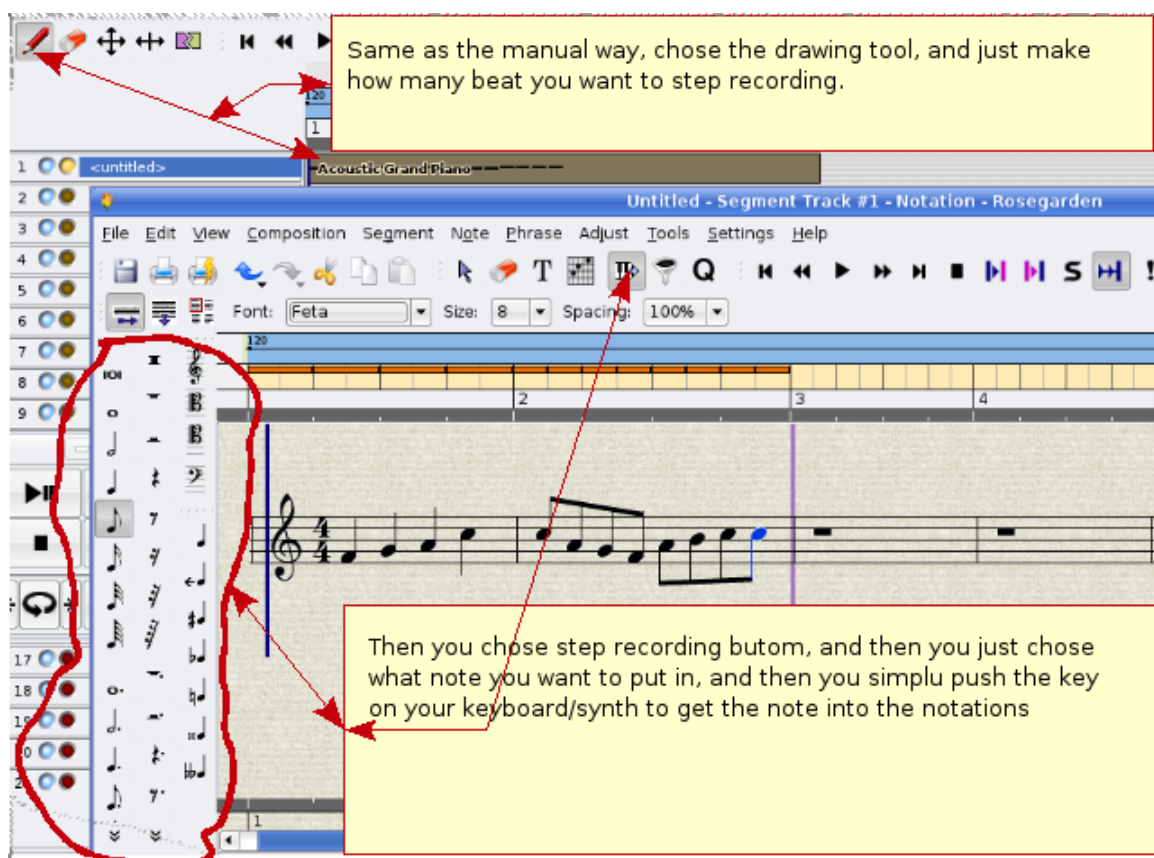 Same as the manual way, chose the drawing tool, and just make
how many beat you want to step recording.
120
1
1 <untitled>
Acoustic Grand Piano
2
Untitled - Segment Track #1 - Notation - Rosegarden
3
File Edit View Composition Segment Note Phrase Adjust Tools Settings Help
4
T Q S !
5
6
Font: Feta Size: 8 Spacing: 100%
7
120
8
9
2 3 4
4
4
Then you chose step recording butom, and then you just chose
what note you want to put in, and then you simplu push the key
on your keyboard/synth to get the note into the notations
17
18
19
1